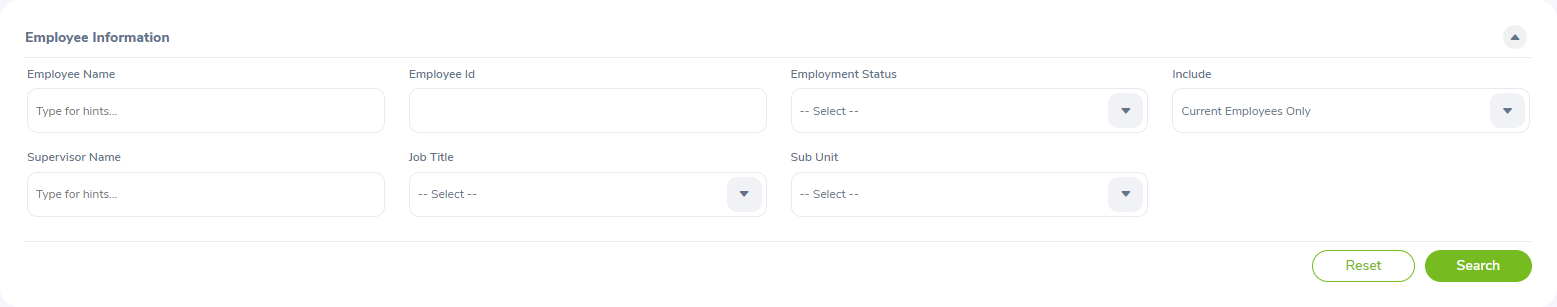 Employee Information
Employee Name
Employee Id
Employment Status
Include
Type for hints...
-- Select --
Current Employees Only
Supervisor Name
Job Title
Sub Unit
Type for hints...
-- Select --
-- Select --
Reset
Search